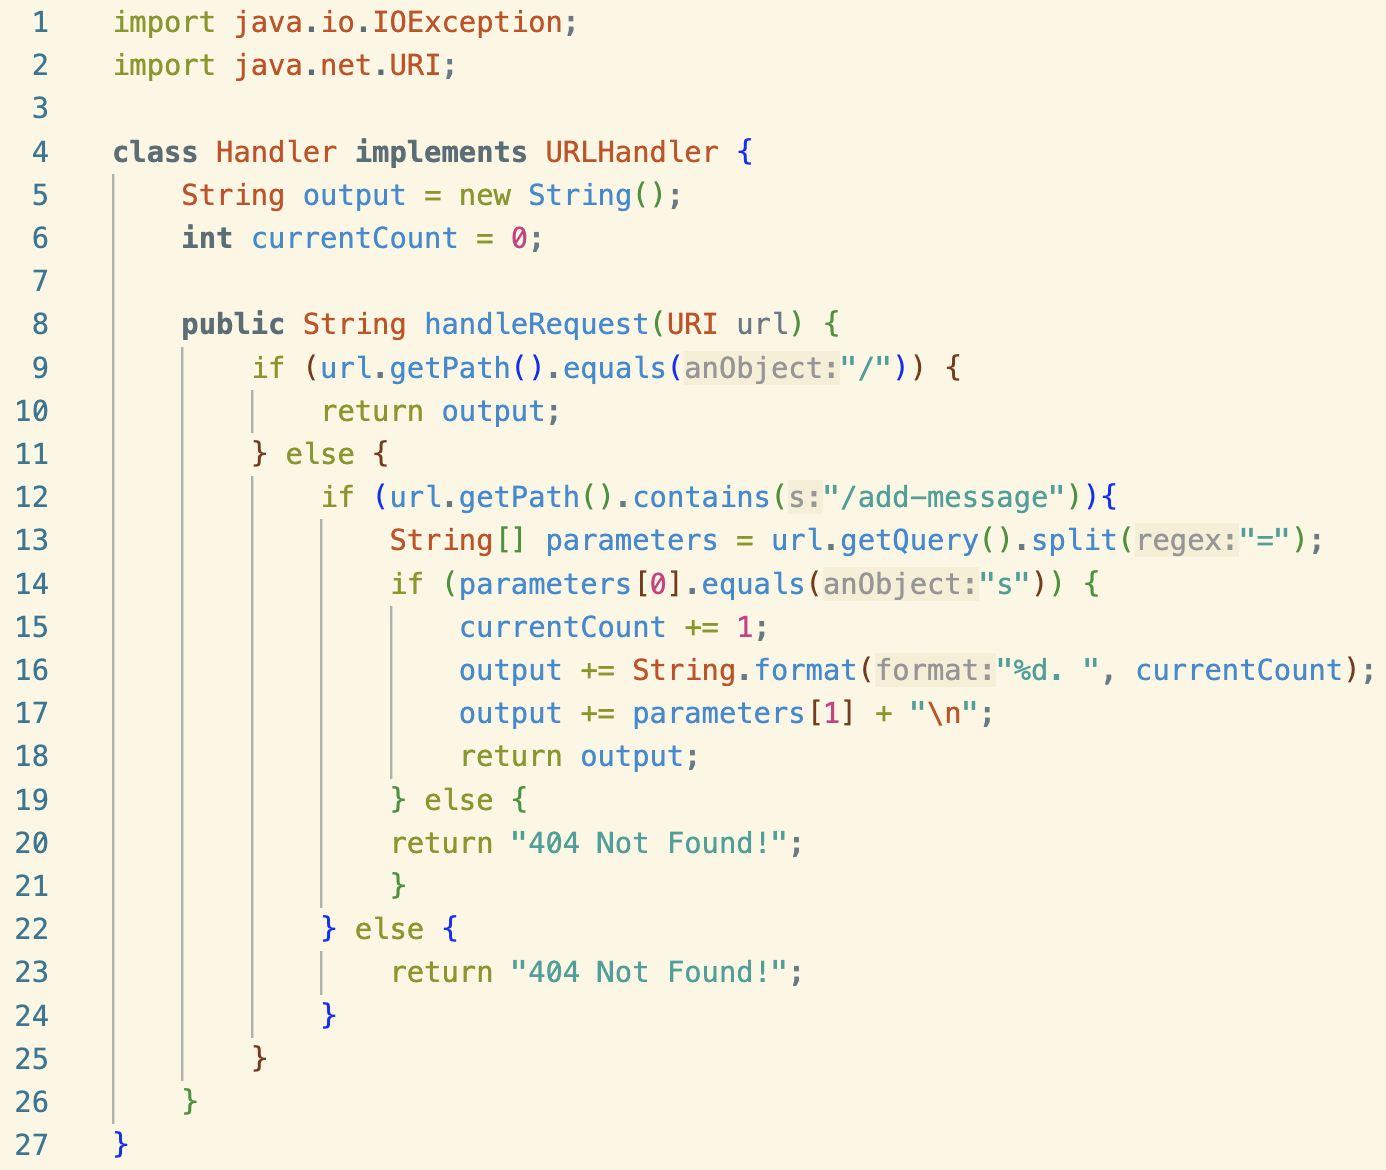 1 import java.io.IOException;
2 import java.net.URI;
3
4 class Handler implements URLHandler {
5     String output = new String();
6     int currentCount = 0;
7
8     public String handleRequest(URI url) {
9         if (url.getPath().equals(anObject:"/")) {
10             return output;
11         } else {
12             if (url.getPath().contains(s:"/add-message")){
13                 String[] parameters = url.getQuery().split(regex:"=");
14                 if (parameters[0].equals(anObject:"s")) {
15                     currentCount += 1;
16                     output += String.format(format:"%d. ", currentCount);
17                     output += parameters[1] + "\n";
18                     return output;
19                 } else {
20                 return "404 Not Found!";
21                 }
22             } else {
23                 return "404 Not Found!";
24             }
25         }
26     }
27 }